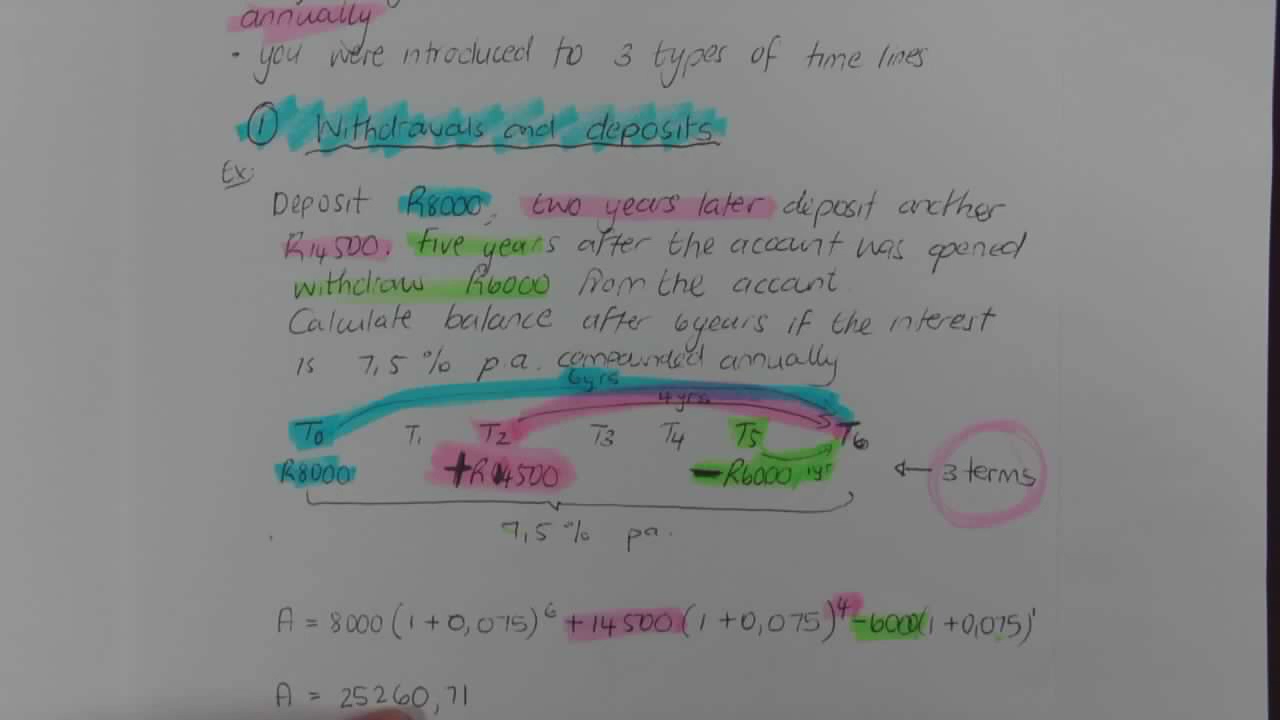 annually
• you were introduced to 3 types of time lines
① Withdrawals and deposits
Ex:
Deposit R8000, two years later deposit another
R14500. Five years after the account was opened
withdraw R6000 from the account.
Calculate balance after 6 years if the interest
is 7,5 % p.a. compounded annually
6yrs
4yrs
T0 T1 T2 T3 T4 T5 T6
R8000 +R14500 −R6000 1yr ← 3 terms
7,5 % pa.
A = 8000 (1+0,075)⁶ +14500 (1+0,075)⁴ −6000(1+0,075)¹
A = 25260,71